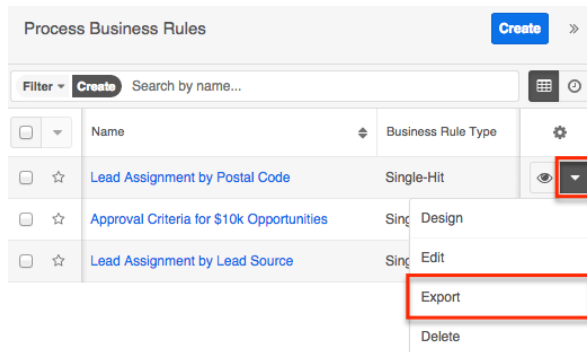 Process Business Rules
Create
»
Filter Create Search by name...
Name Business Rule Type
Lead Assignment by Postal Code Single-Hit
Approval Criteria for $10k Opportunities Sing
Lead Assignment by Lead Source Sing
Design
Edit
Export
Delete